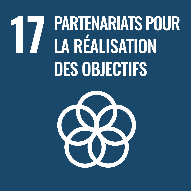 17 PARTENARIATS POUR
LA RÉALISATION
DES OBJECTIFS